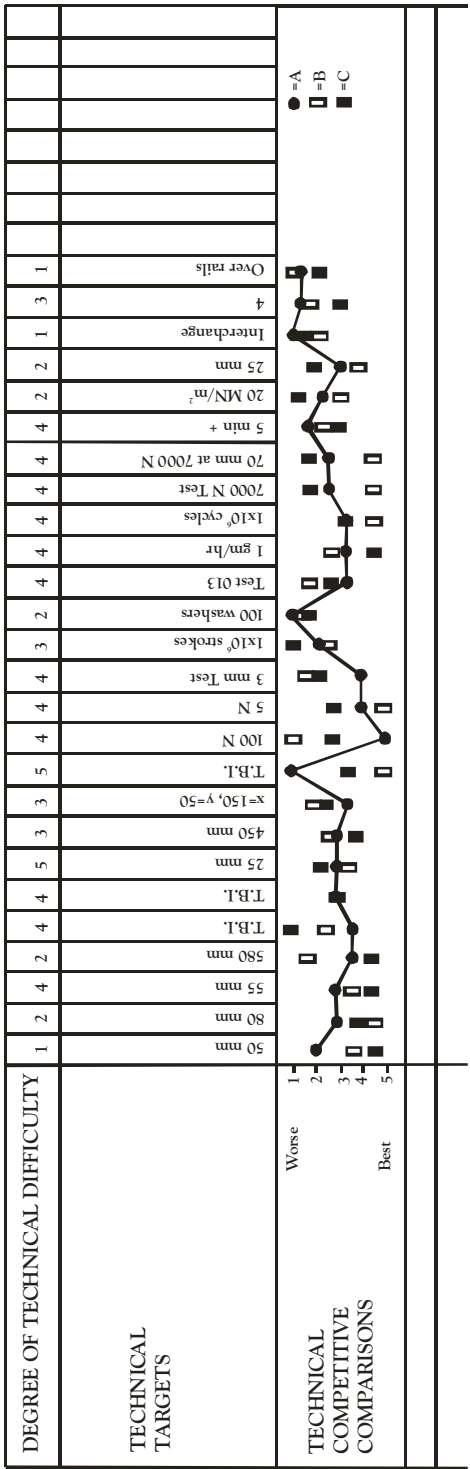 DEGREE OF TECHNICAL DIFFICULTY
1 2 4 2 4 4 5 3 3 5 4 4 4 3 2 4 4 4 4 4 4 2 2 1 3 1
TECHNICAL
TARGETS
50 mm
80 mm
55 mm
580 mm
T.B.I.
T.B.I.
25 mm
450 mm
x=150, y=50
T.B.I.
100 N
5 N
3 mm Test
1x10⁶ strokes
100 washers
Test 013
1 gm/hr
1x10⁶ cycles
7000 N Test
70 mm at 7000 N
5 min +
20 MN/m²
25 mm
Interchange
4
Over rails
TECHNICAL
COMPETITIVE
COMPARISONS
Worse
Best
1
2
3
4
5
=A
=B
=C